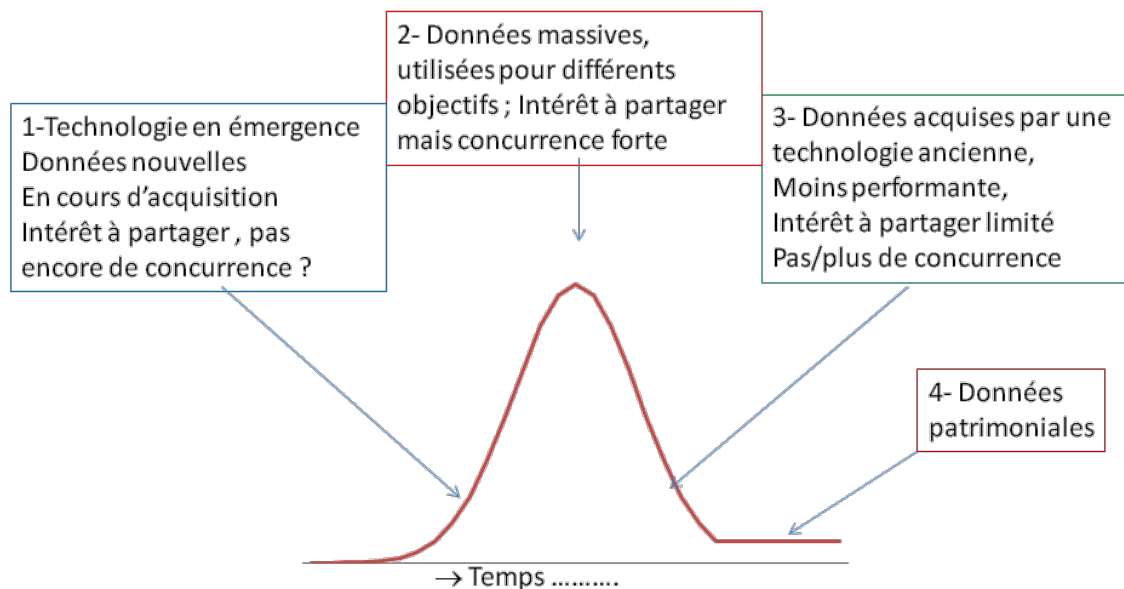 1-Technologie en émergence
Données nouvelles
En cours d’acquisition
Intérêt à partager , pas
encore de concurrence ?
2- Données massives,
utilisées pour différents
objectifs ; Intérêt à partager
mais concurrence forte
3- Données acquises par une
technologie ancienne,
Moins performante,
Intérêt à partager limité
Pas/plus de concurrence
4- Données
patrimoniales
→ Temps ……….